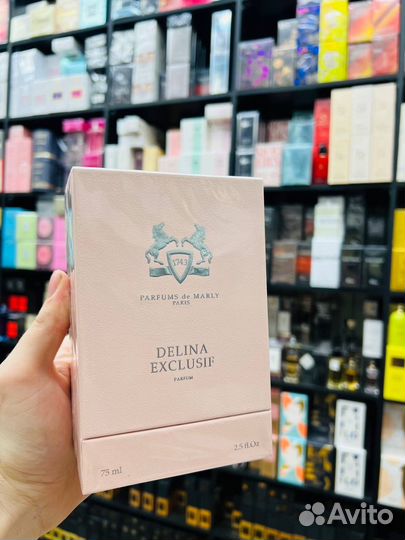 1743
PARFUMS de MARLY
PARIS
DELINA
EXCLUSIF
PARFUM
75 ml
2,5 fl.Oz
Avito